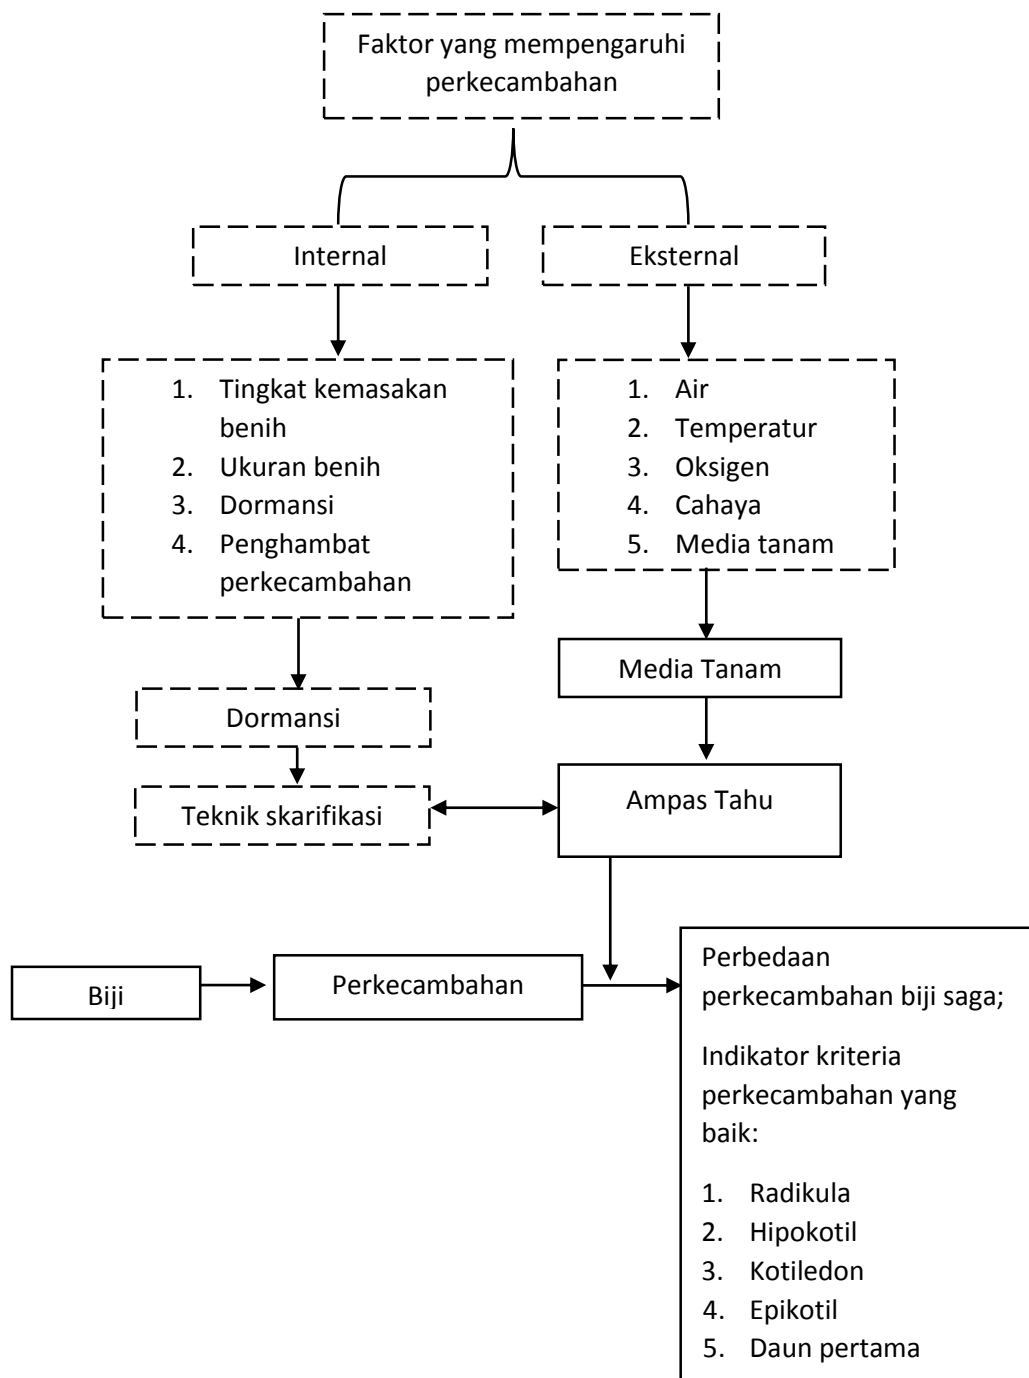 Faktor yang mempengaruhi
perkecambahan
Internal
Eksternal
1. Tingkat kemasakan
benih
2. Ukuran benih
3. Dormansi
4. Penghambat
perkecambahan
1. Air
2. Temperatur
3. Oksigen
4. Cahaya
5. Media tanam
Media Tanam
Dormansi
Teknik skarifikasi
Ampas Tahu
Biji
Perkecambahan
Perbedaan
perkecambahan biji saga;
Indikator kriteria
perkecambahan yang
baik:
1. Radikula
2. Hipokotil
3. Kotiledon
4. Epikotil
5. Daun pertama